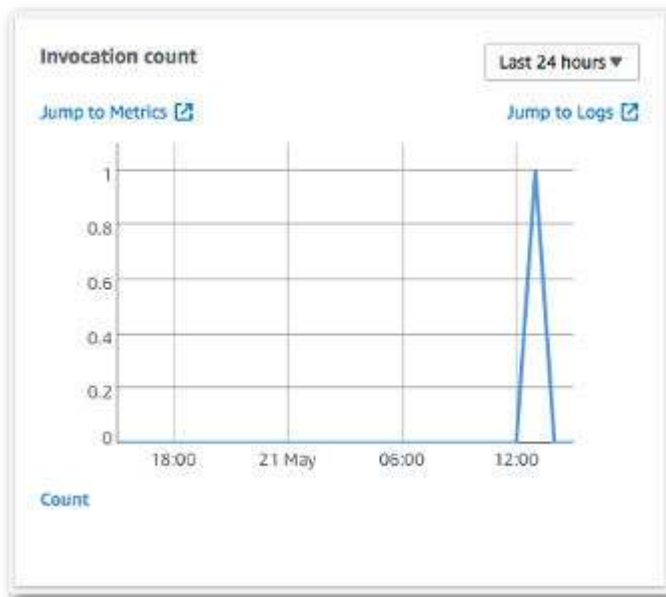 Invocation count
Last 24 hours ▼
Jump to Metrics
Jump to Logs
1
0.8
0.6
0.4
0.2
0
18:00
21 May
06:00
12:00
Count